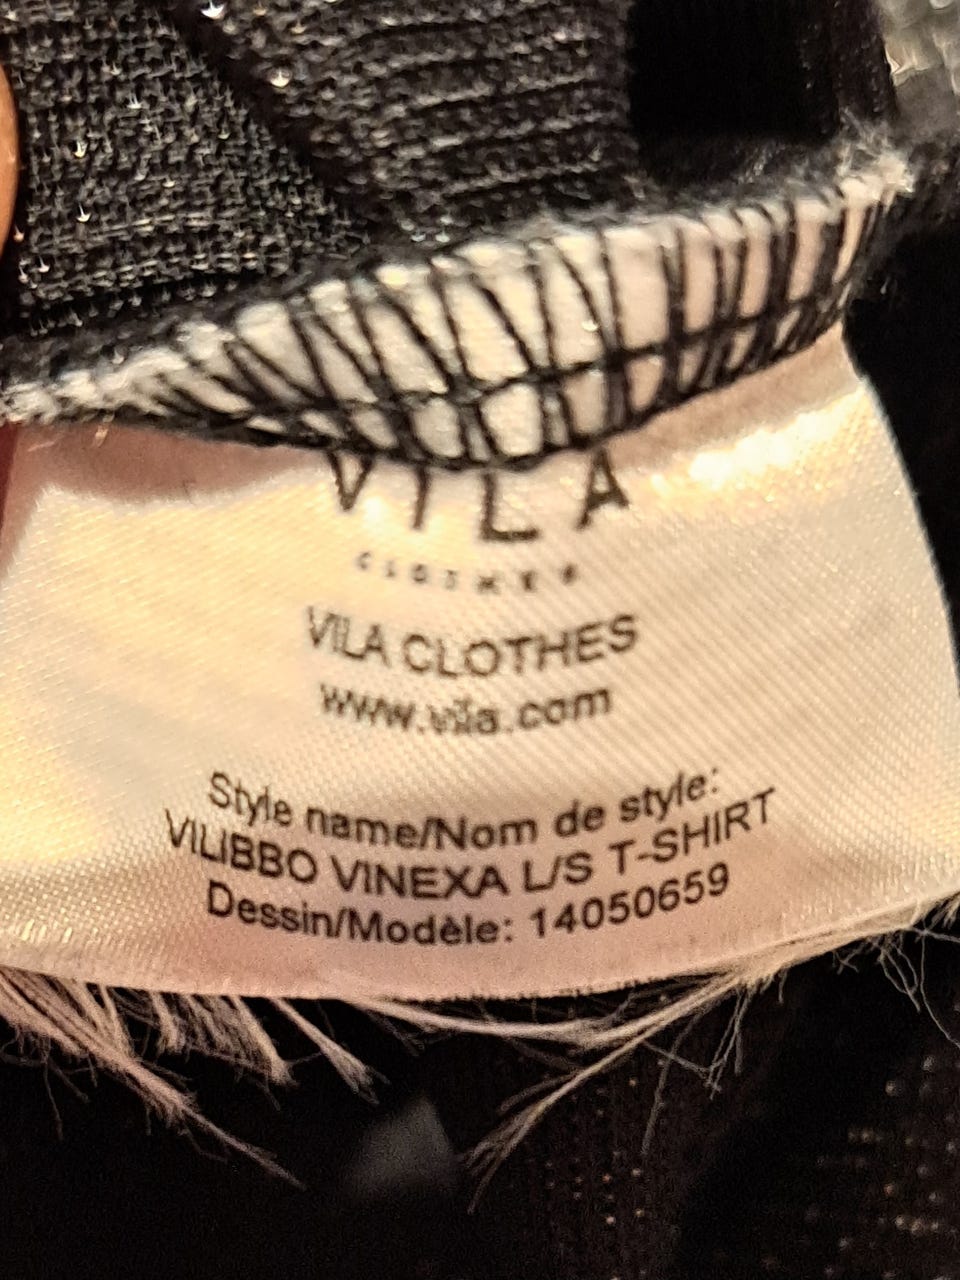 VILA
CLOTHES
VILA CLOTHES
www.vila.com
Style name/Nom de style:
VILIBBO VINEXA L/S T-SHIRT
Dessin/Modèle: 14050659